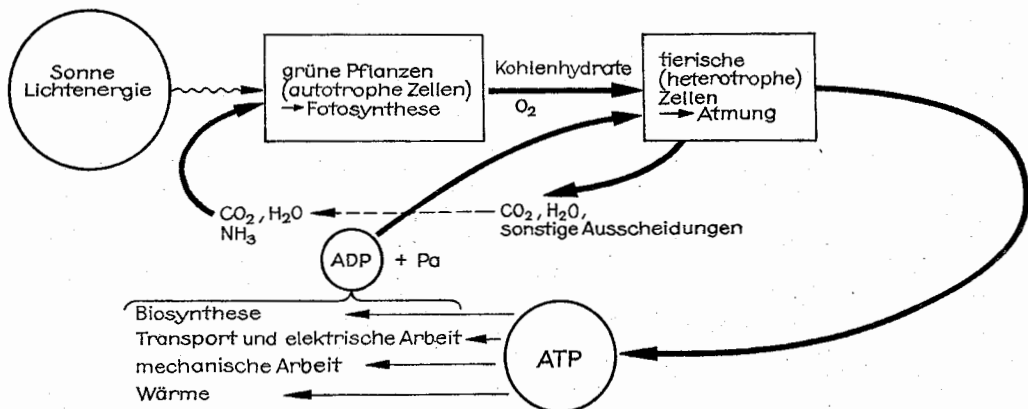 Sonne
Lichtenergie
grüne Pflanzen
(autotrophe Zellen)
→ Fotosynthese
Kohlenhydrate
O₂
tierische
(heterotrophe)
Zellen
→ Atmung
CO₂, H₂O
NH₃
CO₂, H₂O,
sonstige Ausscheidungen
ADP + Pa
Biosynthese
Transport und elektrische Arbeit
mechanische Arbeit
Wärme
ATP